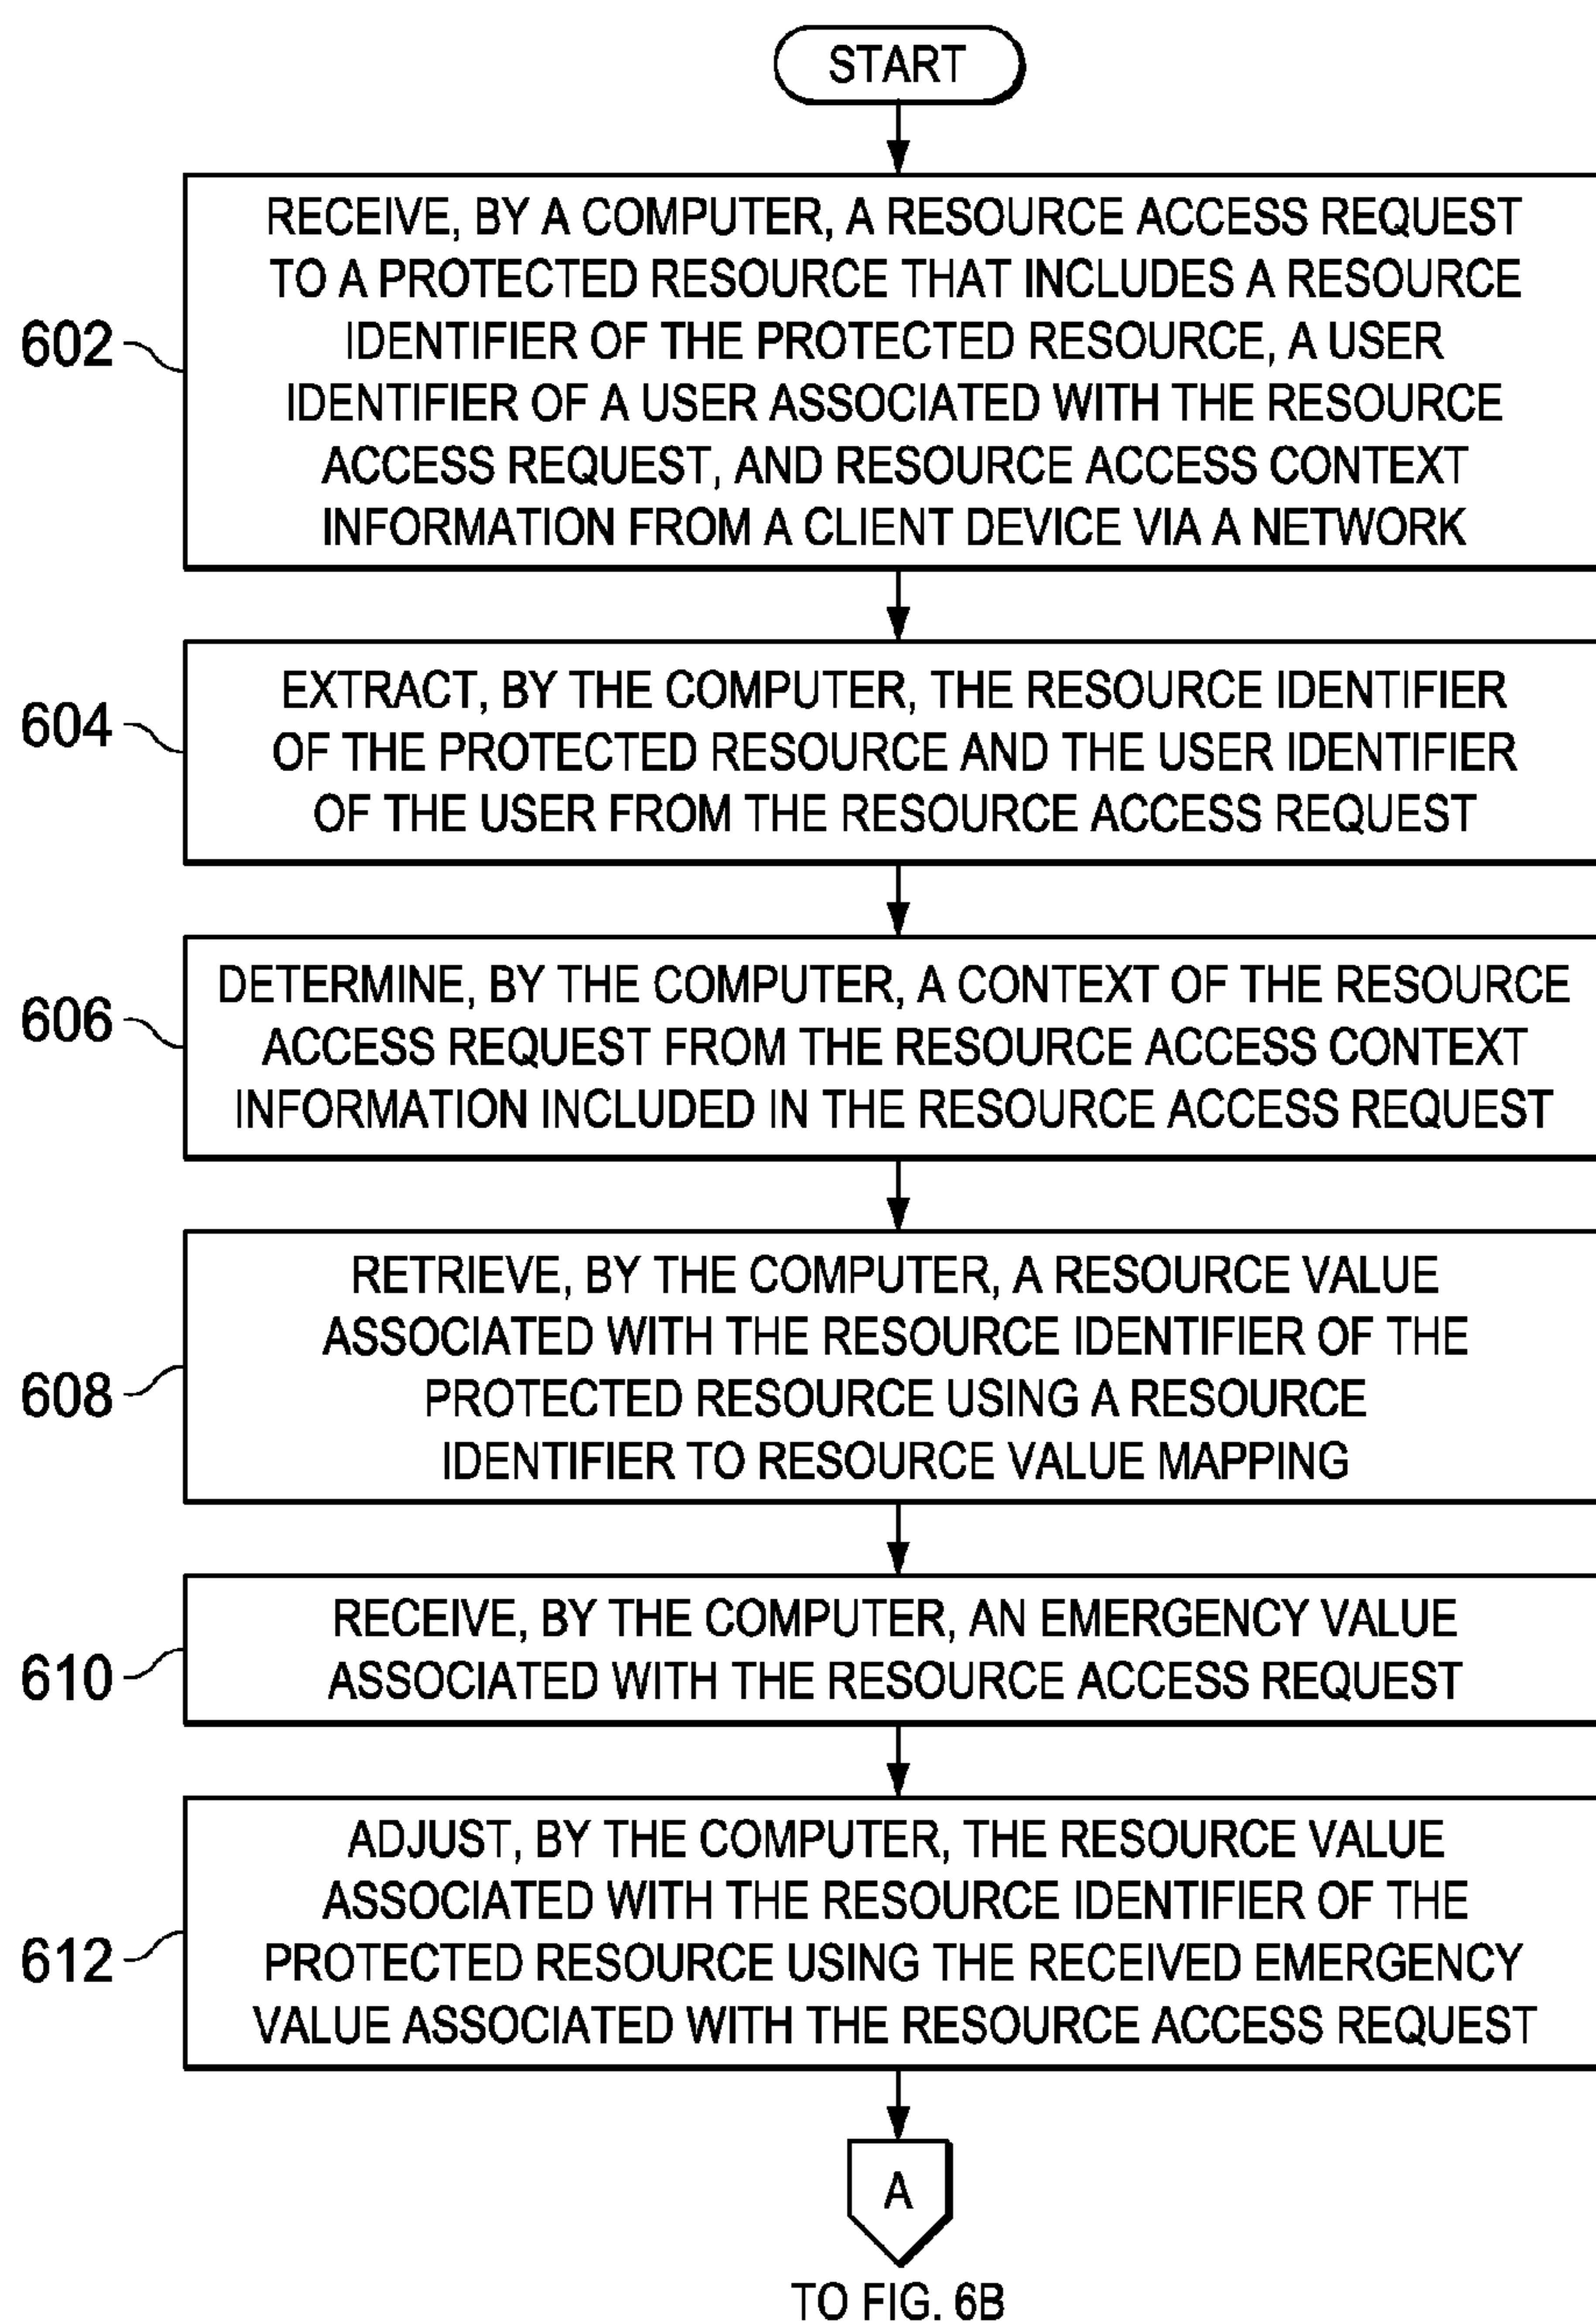 START
RECEIVE, BY A COMPUTER, A RESOURCE ACCESS REQUEST
TO A PROTECTED RESOURCE THAT INCLUDES A RESOURCE
IDENTIFIER OF THE PROTECTED RESOURCE, A USER
IDENTIFIER OF A USER ASSOCIATED WITH THE RESOURCE
ACCESS REQUEST, AND RESOURCE ACCESS CONTEXT
INFORMATION FROM A CLIENT DEVICE VIA A NETWORK
602
EXTRACT, BY THE COMPUTER, THE RESOURCE IDENTIFIER
OF THE PROTECTED RESOURCE AND THE USER IDENTIFIER
OF THE USER FROM THE RESOURCE ACCESS REQUEST
604
DETERMINE, BY THE COMPUTER, A CONTEXT OF THE RESOURCE
ACCESS REQUEST FROM THE RESOURCE ACCESS CONTEXT
INFORMATION INCLUDED IN THE RESOURCE ACCESS REQUEST
606
RETRIEVE, BY THE COMPUTER, A RESOURCE VALUE
ASSOCIATED WITH THE RESOURCE IDENTIFIER OF THE
PROTECTED RESOURCE USING A RESOURCE
IDENTIFIER TO RESOURCE VALUE MAPPING
608
RECEIVE, BY THE COMPUTER, AN EMERGENCY VALUE
ASSOCIATED WITH THE RESOURCE ACCESS REQUEST
610
ADJUST, BY THE COMPUTER, THE RESOURCE VALUE
ASSOCIATED WITH THE RESOURCE IDENTIFIER OF THE
PROTECTED RESOURCE USING THE RECEIVED EMERGENCY
VALUE ASSOCIATED WITH THE RESOURCE ACCESS REQUEST
612
A
TO FIG. 6B